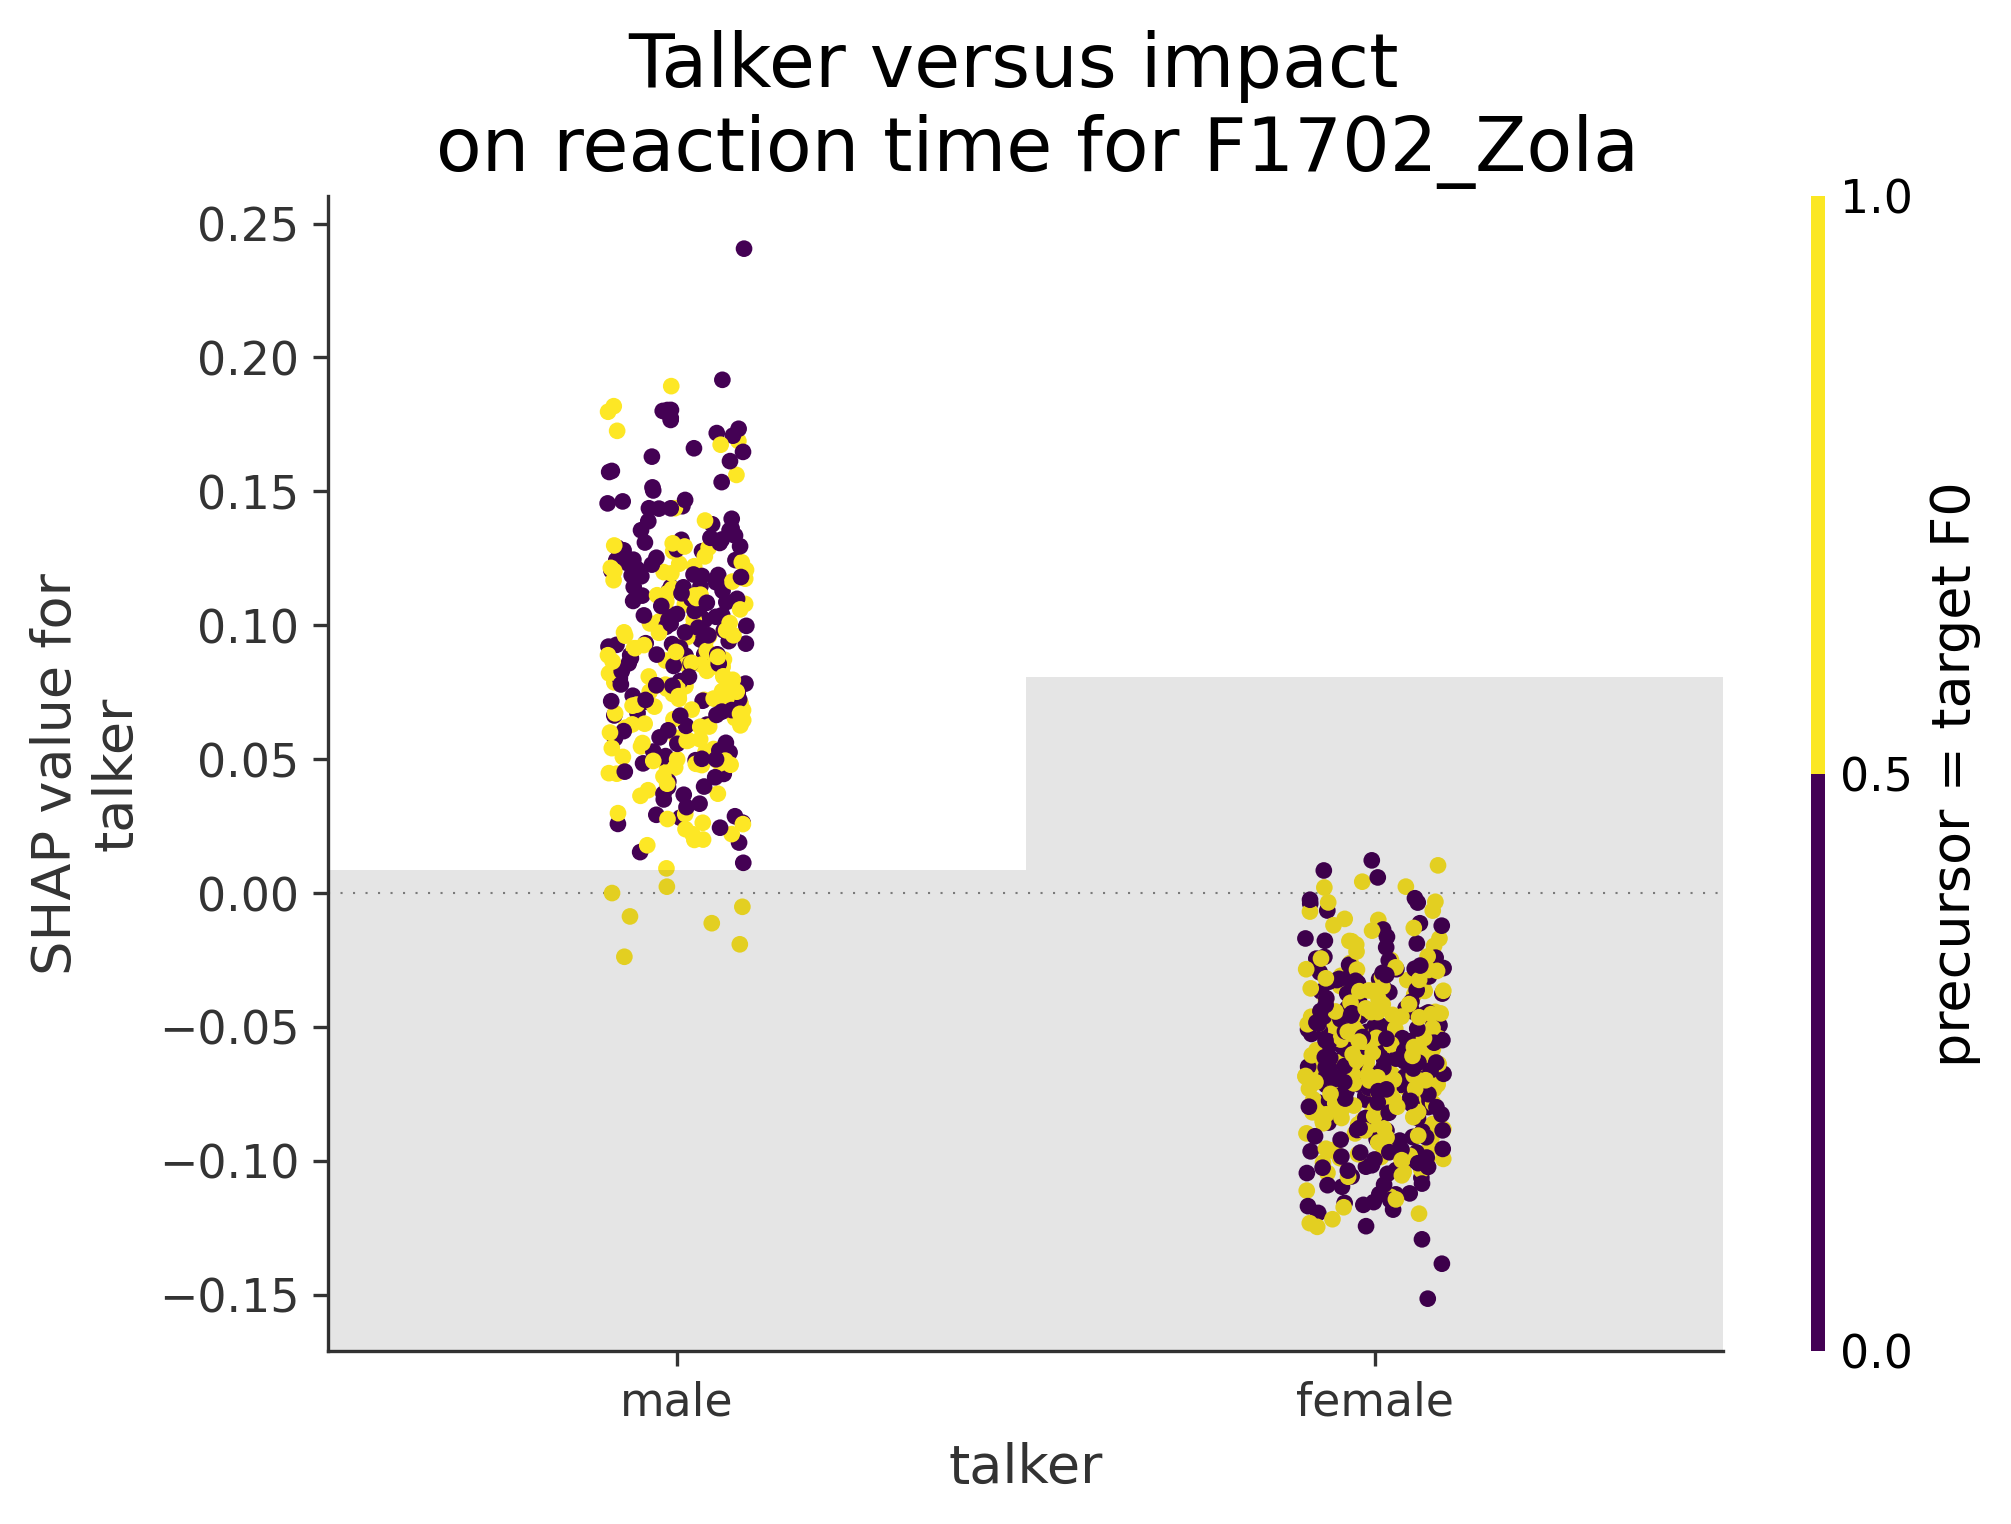 Talker versus impact
on reaction time for F1702_Zola
SHAP value for
talker
0.25
0.20
0.15
0.10
0.05
0.00
−0.05
−0.10
−0.15
male
female
talker
1.0
0.5
0.0
precursor = target F0